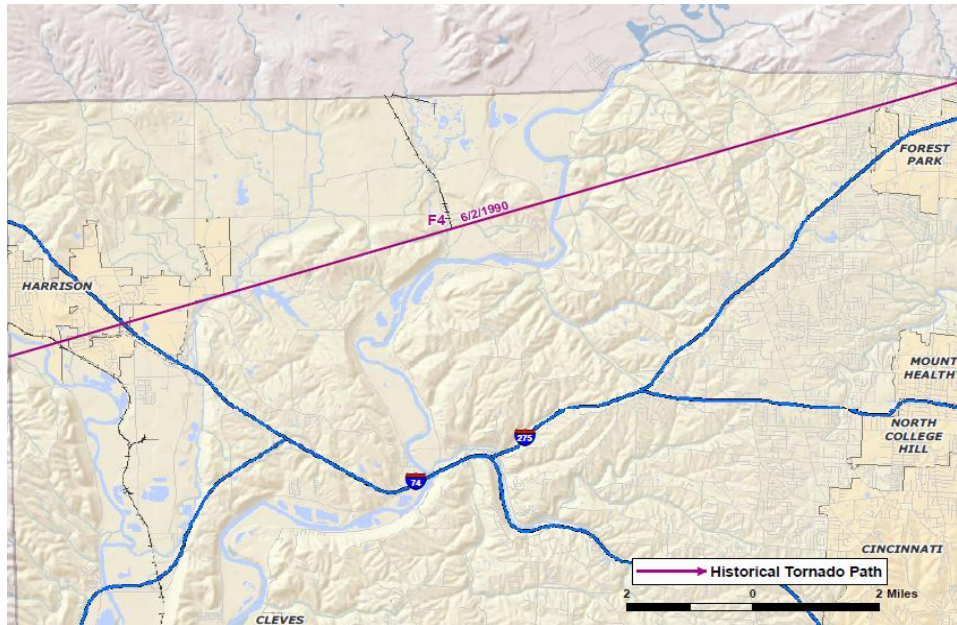 FOREST
PARK
F4
6/2/1990
HARRISON
MOUNT
HEALTH
NORTH
COLLEGE
HILL
275
74
CINCINNATI
Historical Tornado Path
2 0 2 Miles
CLEVES